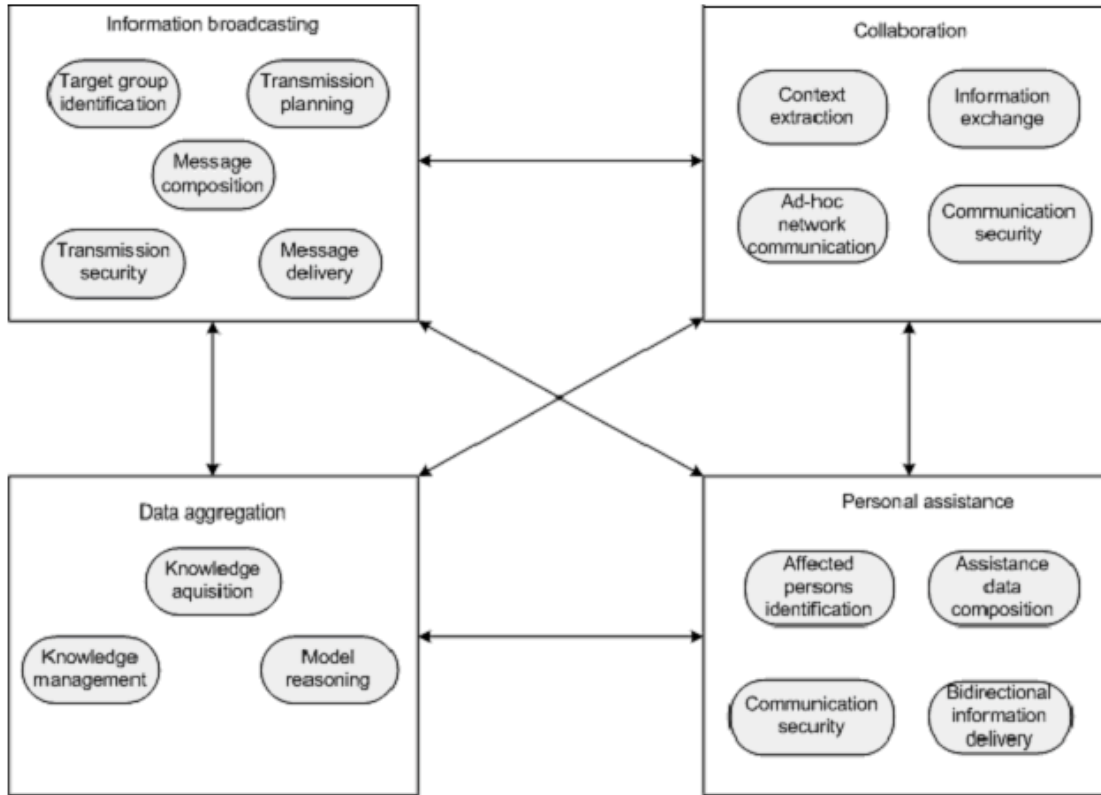 Information broadcasting
Target group
identification
Transmission
planning
Message
composition
Transmission
security
Message
delivery
Collaboration
Context
extraction
Information
exchange
Ad-hoc
network
communication
Communication
security
Data aggregation
Knowledge
aquisition
Knowledge
management
Model
reasoning
Personal assistance
Affected
persons
identification
Assistance
data
composition
Communication
security
Bidirectional
information
delivery